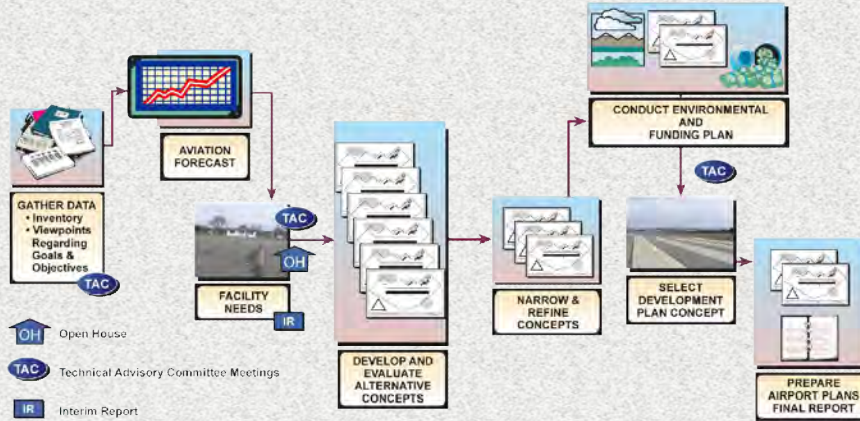 GATHER DATA
• Inventory
• Viewpoints
Regarding
Goals &
Objectives
TAC
AVIATION
FORECAST
TAC
OH
FACILITY
NEEDS
IR
DEVELOP AND
EVALUATE
ALTERNATIVE
CONCEPTS
NARROW &
REFINE CONCEPTS
CONDUCT ENVIRONMENTAL
AND
FUNDING PLAN
TAC
SELECT
DEVELOPMENT
PLAN CONCEPT
PREPARE
AIRPORT PLANS
FINAL REPORT
OH Open House
TAC Technical Advisory Committee Meetings
IR Interim Report